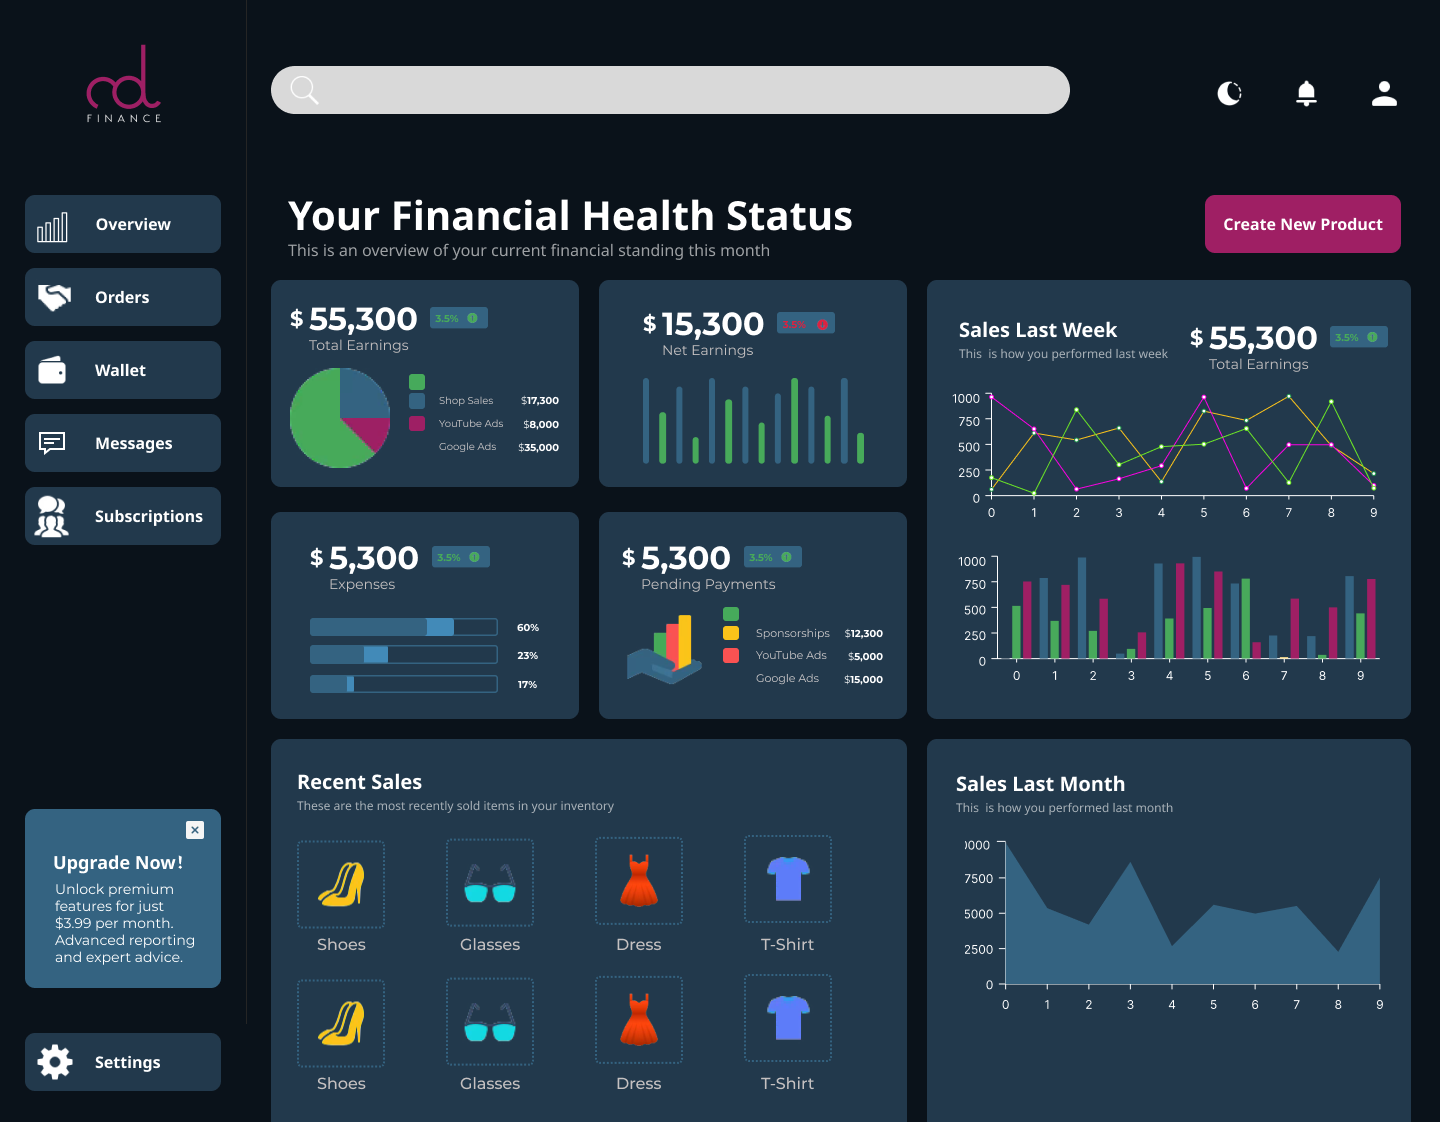 FINANCE
Overview
Orders
Wallet
Messages
Subscriptions
Upgrade Now!
Unlock premium
features for just
$3.99 per month.
Advanced reporting
and expert advice.
Settings
Your Financial Health Status
This is an overview of your current financial standing this month
Create New Product
$ 55,300 3.5%
Total Earnings
Shop Sales $17,300
YouTube Ads $8,000
Google Ads $35,000
$ 15,300
Net Earnings
Sales Last Week
This is how you performed last week
$ 55,300 3.5%
Total Earnings
1000
750
500
250
0
0 1 2 3 4 5 6 7 8 9
1000
750
500
250
0
0 1 2 3 4 5 6 7 8 9
$ 5,300 3.5%
Expenses
60%
23%
17%
$ 5,300 3.5%
Pending Payments
Sponsorships $12,300
YouTube Ads $5,000
Google Ads $15,000
Recent Sales
These are the most recently sold items in your inventory
Shoes Glasses Dress T-Shirt
Shoes Glasses Dress T-Shirt
Sales Last Month
This is how you performed last month
0000
7500
5000
2500
0
0 1 2 3 4 5 6 7 8 9